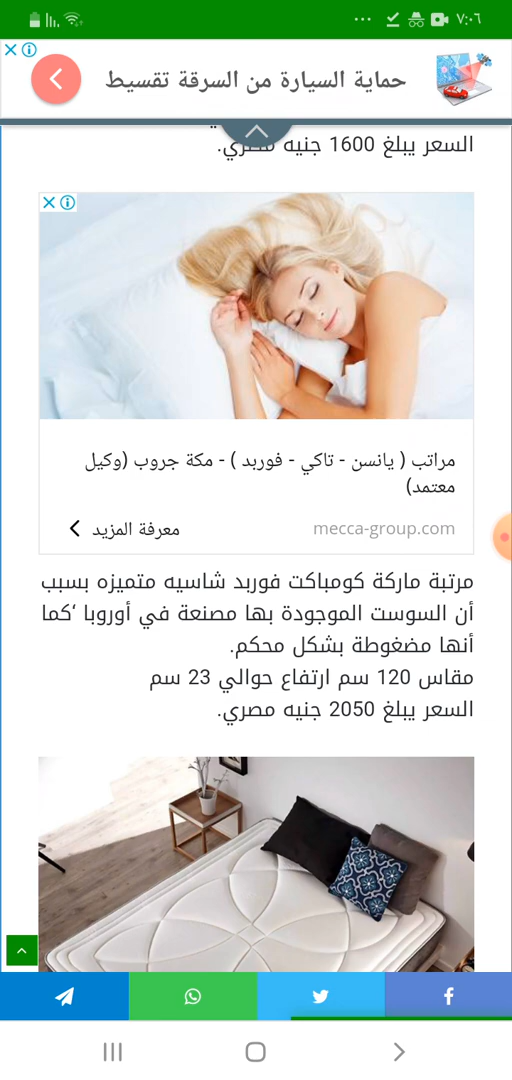 ٧:٠٦
حماية السيارة من السرقة تقسيط
السعر يبلغ 1600 جنيه مصري.
مراتب ( يانسن - تاكي - فوربد ) - مكة جروب (وكيل
معتمد)
معرفة المزيد
mecca-group.com
مرتبة ماركة كومباكت فوربد شاسيه متميزه بسبب
أن السوست الموجودة بها مصنعة في أوروبا ‘كما
أنها مضغوطة بشكل محكم.
مقاس 120 سم ارتفاع حوالي 23 سم
السعر يبلغ 2050 جنيه مصري.